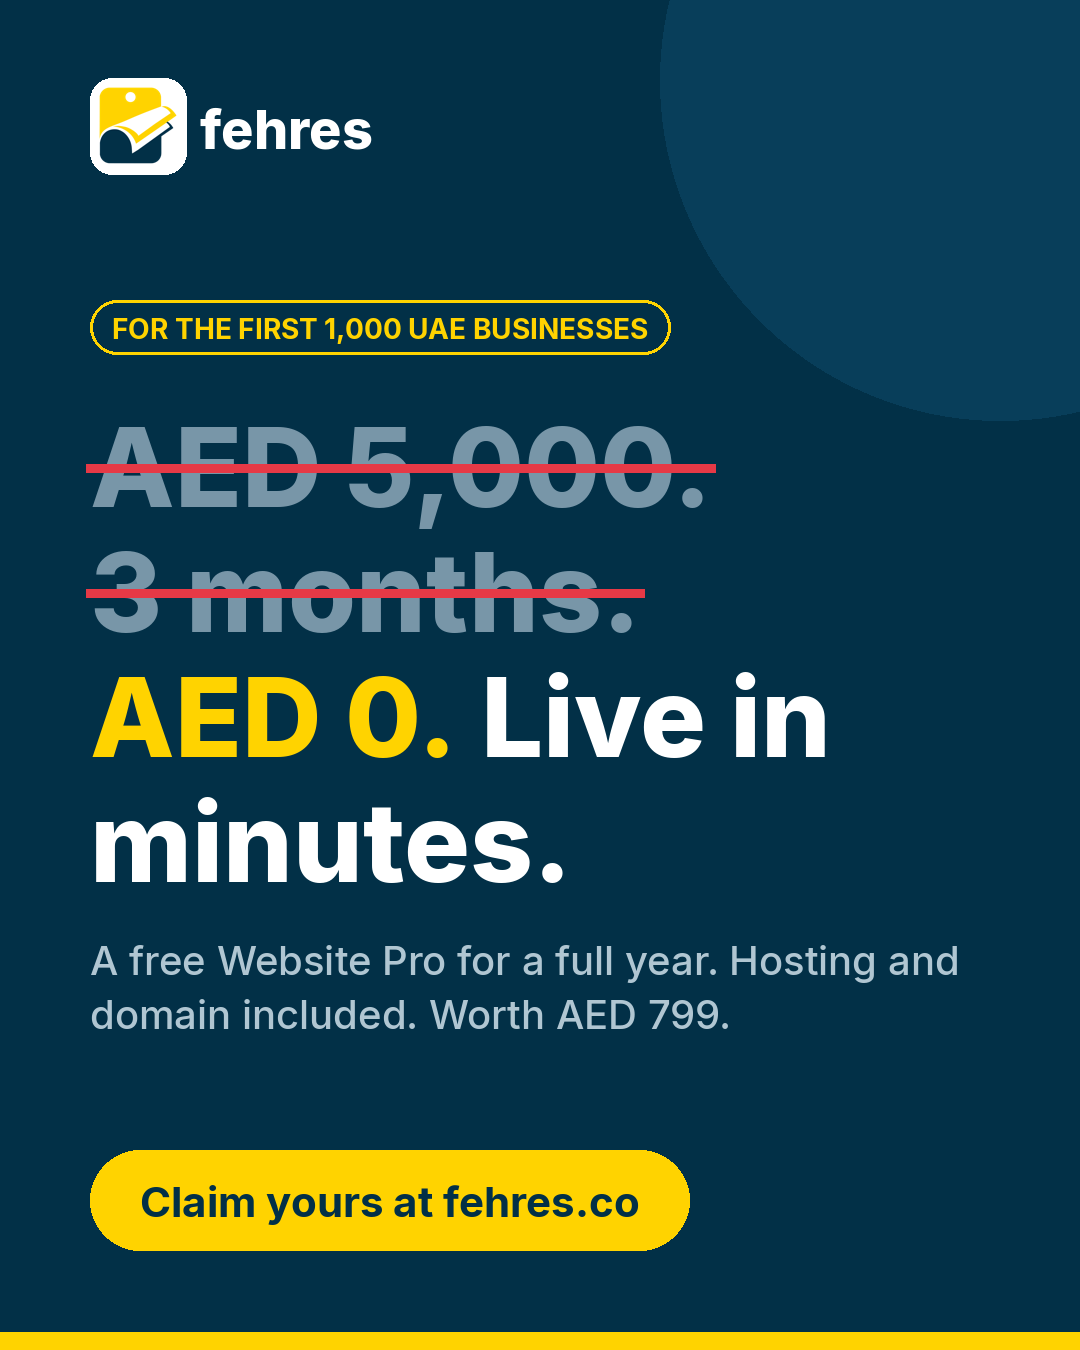 fehres
FOR THE FIRST 1,000 UAE BUSINESSES
AED 5,000.
3 months.
AED 0. Live in
minutes.
A free Website Pro for a full year. Hosting and
domain included. Worth AED 799.
Claim yours at fehres.co